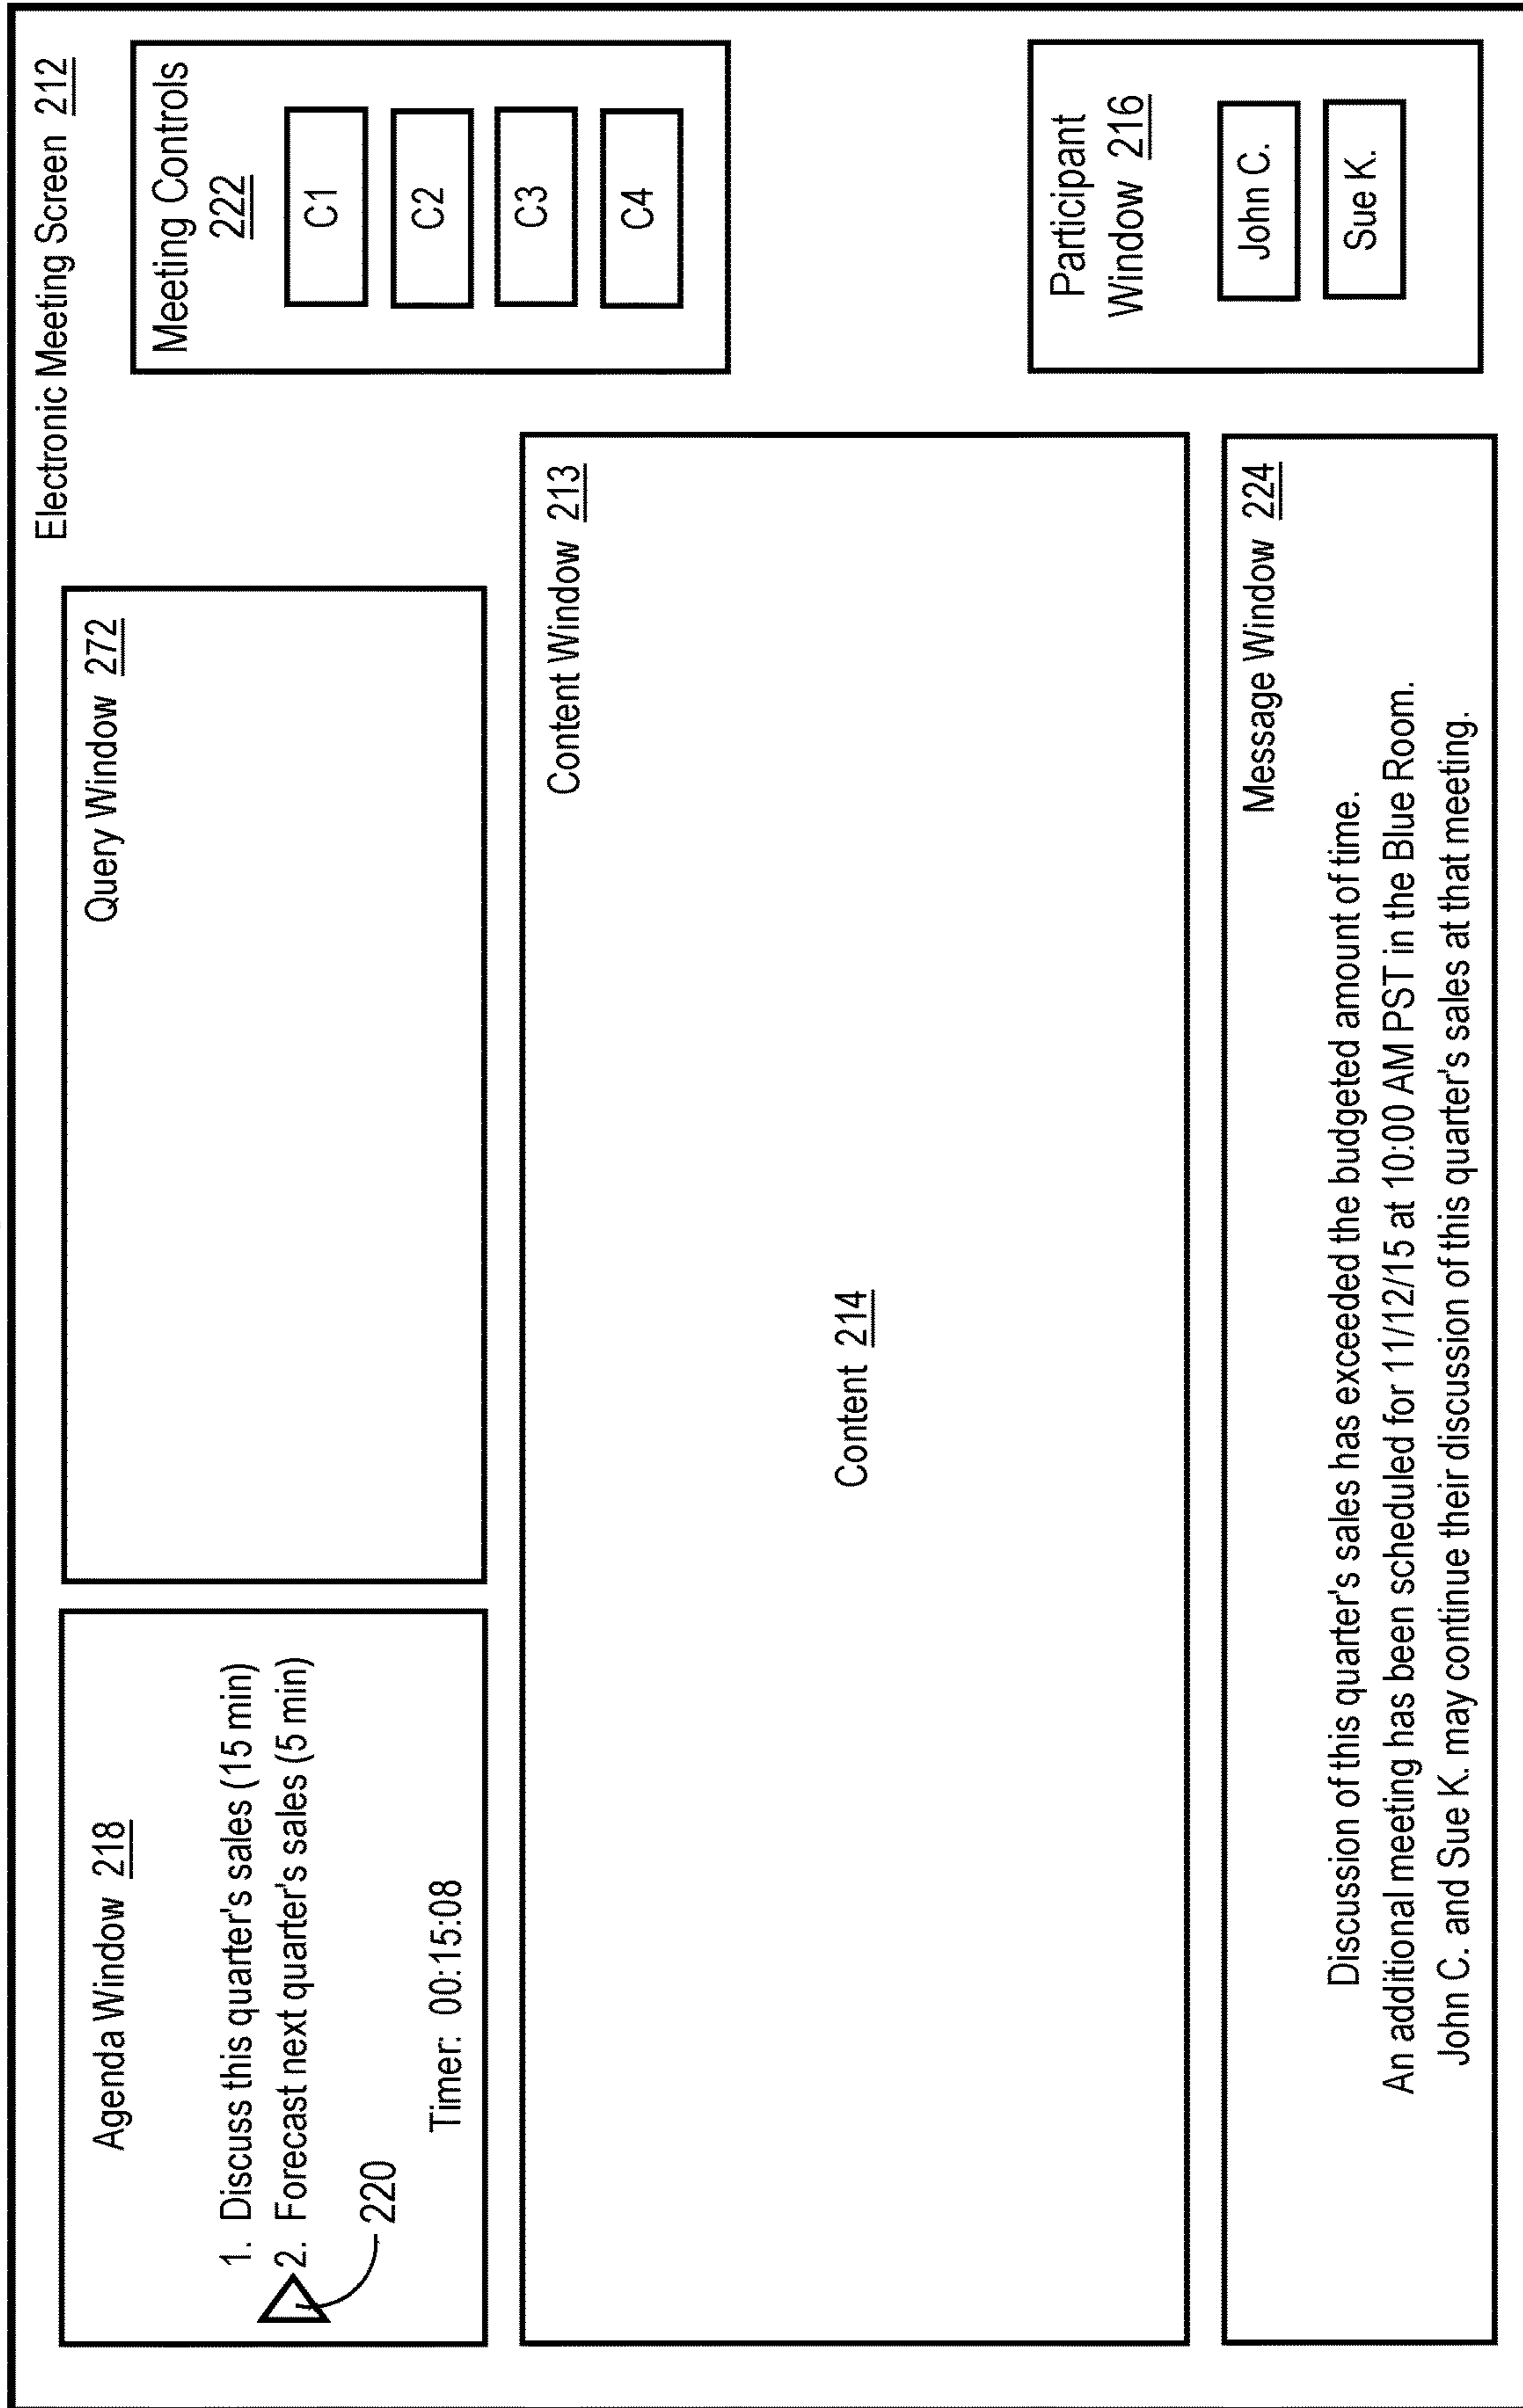 Electronic Meeting Screen 212
Agenda Window 218
1. Discuss this quarter's sales (15 min)
2. Forecast next quarter's sales (5 min)
220
Timer: 00:15:08
Query Window 272
Meeting Controls
222
C1
C2
C3
C4
Content Window 213
Content 214
Participant
Window 216
John C.
Sue K.
Message Window 224
Discussion of this quarter's sales has exceeded the budgeted amount of time.
An additional meeting has been scheduled for 11/12/15 at 10:00 AM PST in the Blue Room.
John C. and Sue K. may continue their discussion of this quarter's sales at that meeting.